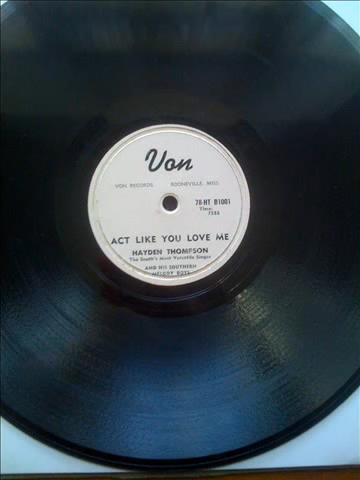 Von
VON RECORDS BOONEVILLE, MISS
78-HT B1001
Time:
ACT LIKE YOU LOVE ME
HAYDEN THOMPSON
The South's Most Versatile Singer
AND HIS SOUTHERN
MELODY BOYS